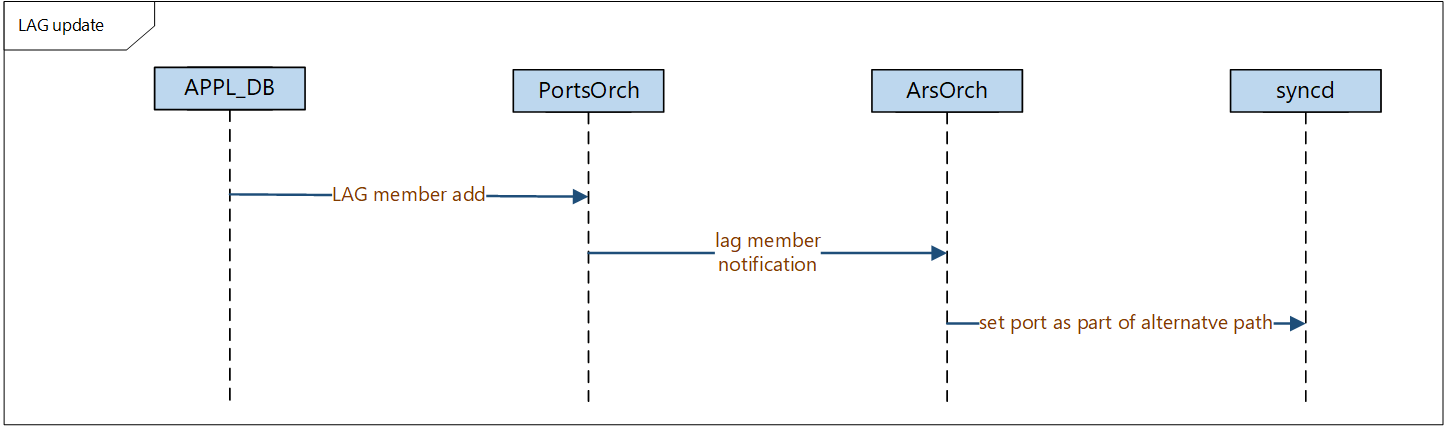 LAG update
APPL_DB
PortsOrch
ArsOrch
syncd
LAG member add
lag member
notification
set port as part of alternatve path